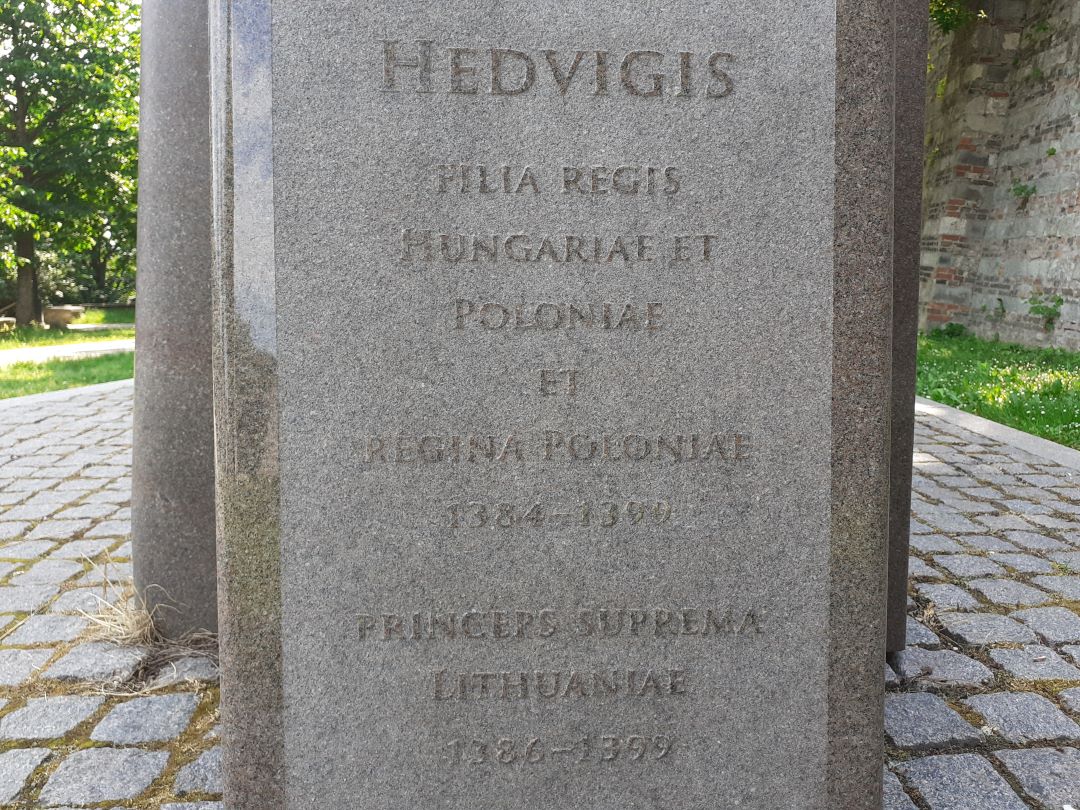 HEDVIGIS
FILIA REGIS
HUNGARIAE ET
POLONIAE
ET
REGINA POLONIAE
1384–1399
PRINCEPS SUPREMA
LITHUANIAE
1386–1399